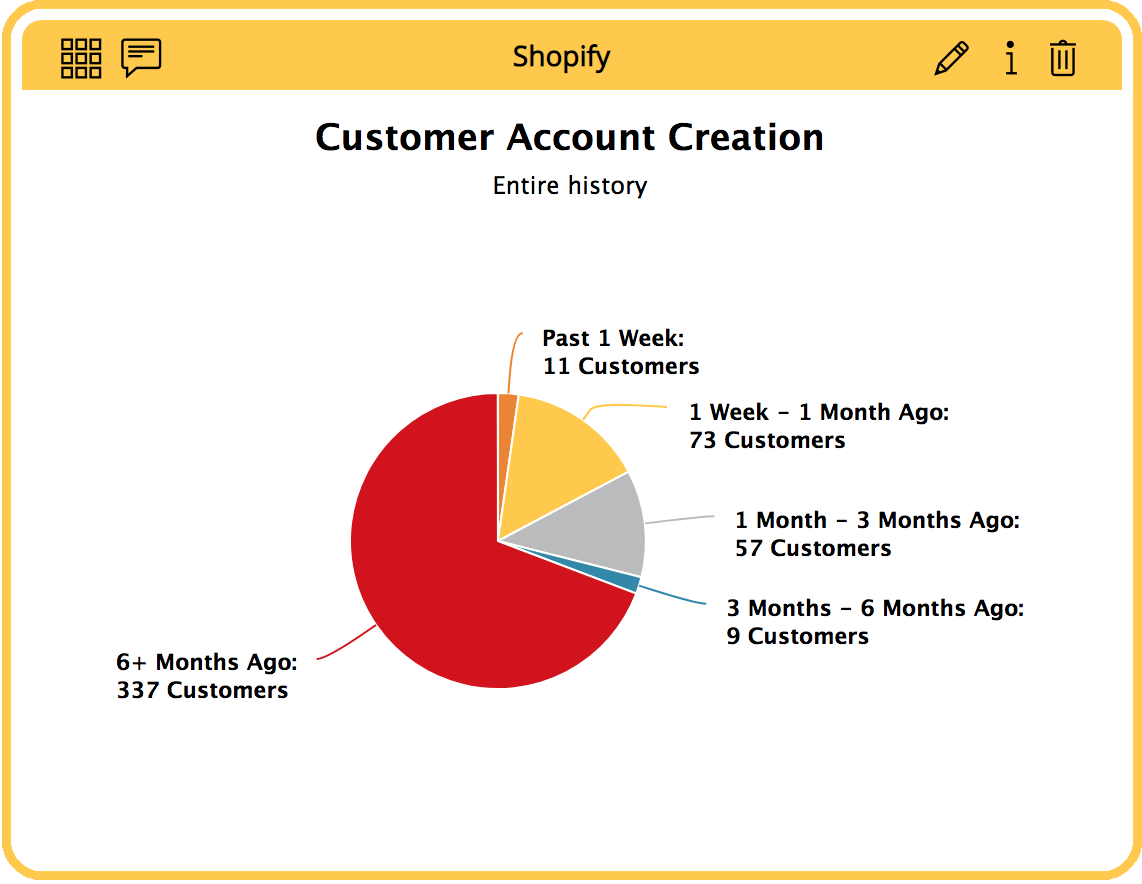 Shopify
Customer Account Creation
Entire history
Past 1 Week:
11 Customers
1 Week - 1 Month Ago:
73 Customers
1 Month - 3 Months Ago:
57 Customers
3 Months - 6 Months Ago:
9 Customers
6+ Months Ago:
337 Customers